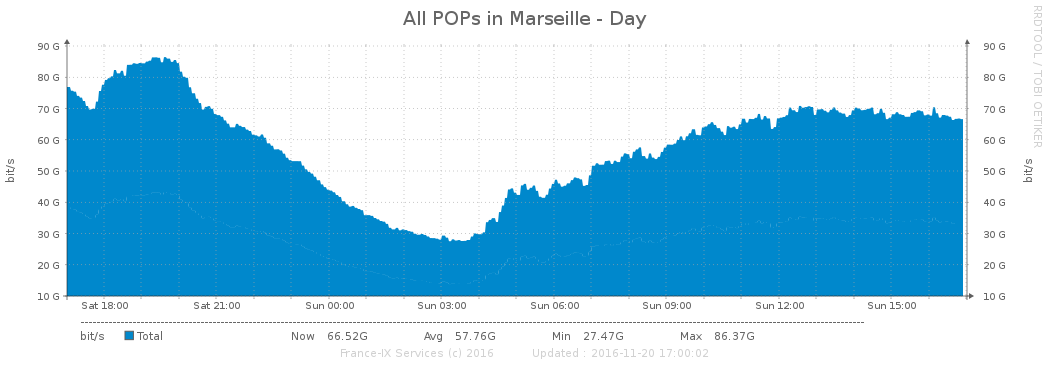 All POPs in Marseille - Day
RRDTOOL / TOBI OETIKER
90 G 90 G
80 G 80 G
70 G 70 G
60 G 60 G
50 G 50 G
bit/s bit/s
40 G 40 G
30 G 30 G
20 G 20 G
10 G 10 G
Sat 18:00 Sat 21:00 Sun 00:00 Sun 03:00 Sun 06:00 Sun 09:00 Sun 12:00 Sun 15:00
bit/s Total Now 66.52G Avg 57.76G Min 27.47G Max 86.37G
France-IX Services (c) 2016 Updated : 2016-11-20 17:00:02